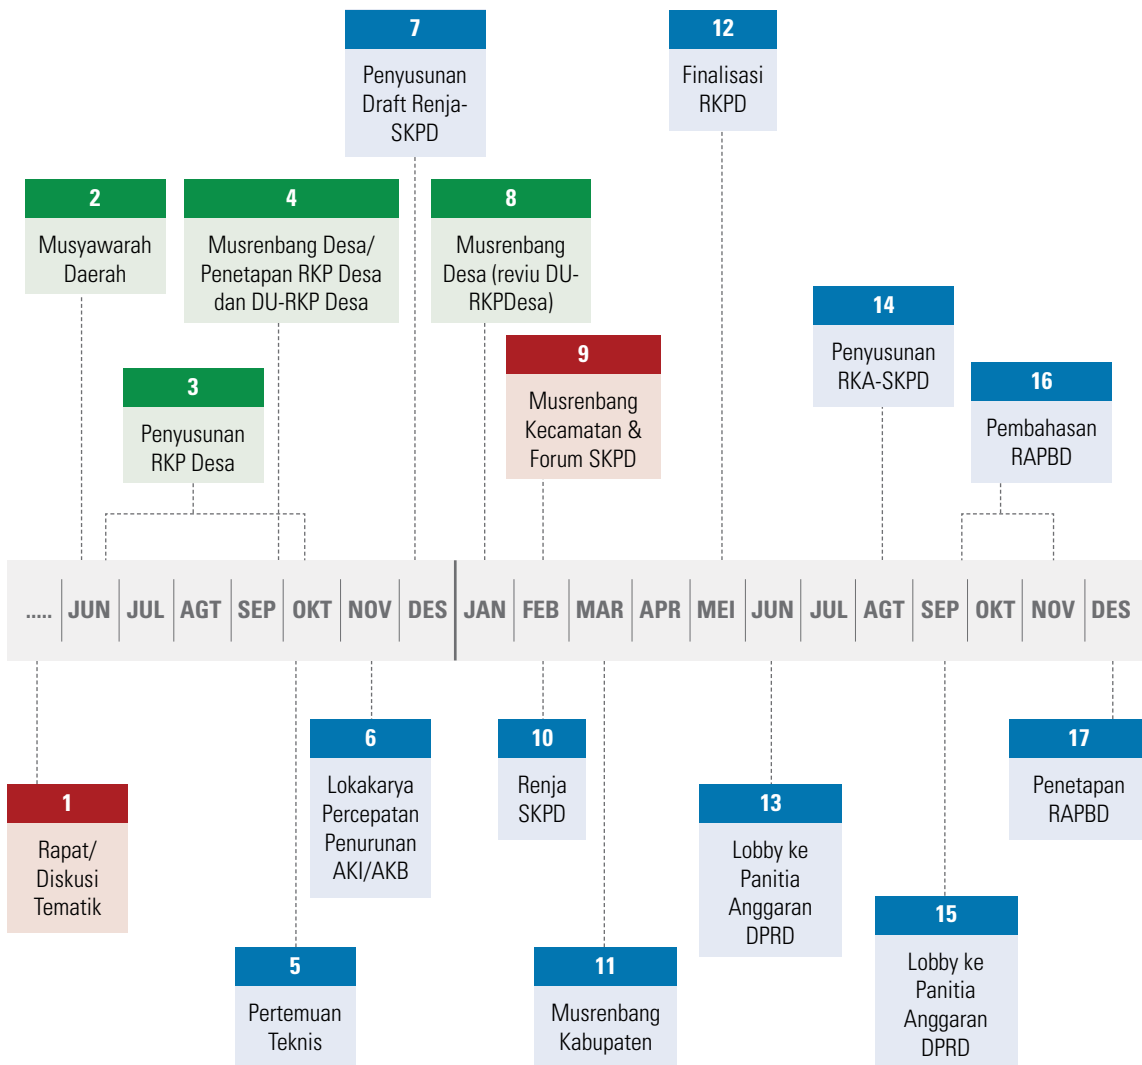 7
Penyusunan
Draft Renja-
SKPD
12
Finalisasi
RKPD
2
Musyawarah
Daerah
4
Musrenbang Desa/
Penetapan RKP Desa
dan DU-RKP Desa
8
Musrenbang
Desa (reviu DU-
RKPDesa)
3
Penyusunan
RKP Desa
9
Musrenbang
Kecamatan &
Forum SKPD
14
Penyusunan
RKA-SKPD
16
Pembahasan
RAPBD
..... JUN JUL AGT SEP OKT NOV DES JAN FEB MAR APR MEI JUN JUL AGT SEP OKT NOV DES
1
Rapat/
Diskusi
Tematik
5
Pertemuan
Teknis
6
Lokakarya
Percepatan
Penurunan
AKI/AKB
10
Renja
SKPD
11
Musrenbang
Kabupaten
13
Lobby ke
Panitia
Anggaran
DPRD
15
Lobby ke
Panitia
Anggaran
DPRD
17
Penetapan
RAPBD